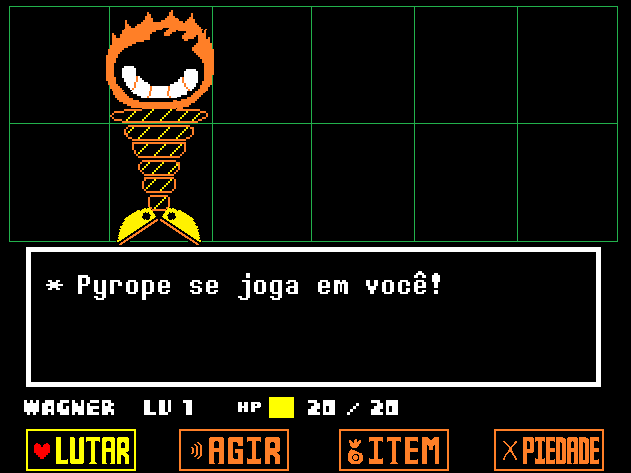 * Pyrope se joga em você!
WAGNER LV 1 HP 20 / 20
LUTAR AGIR ITEM PIEDADE